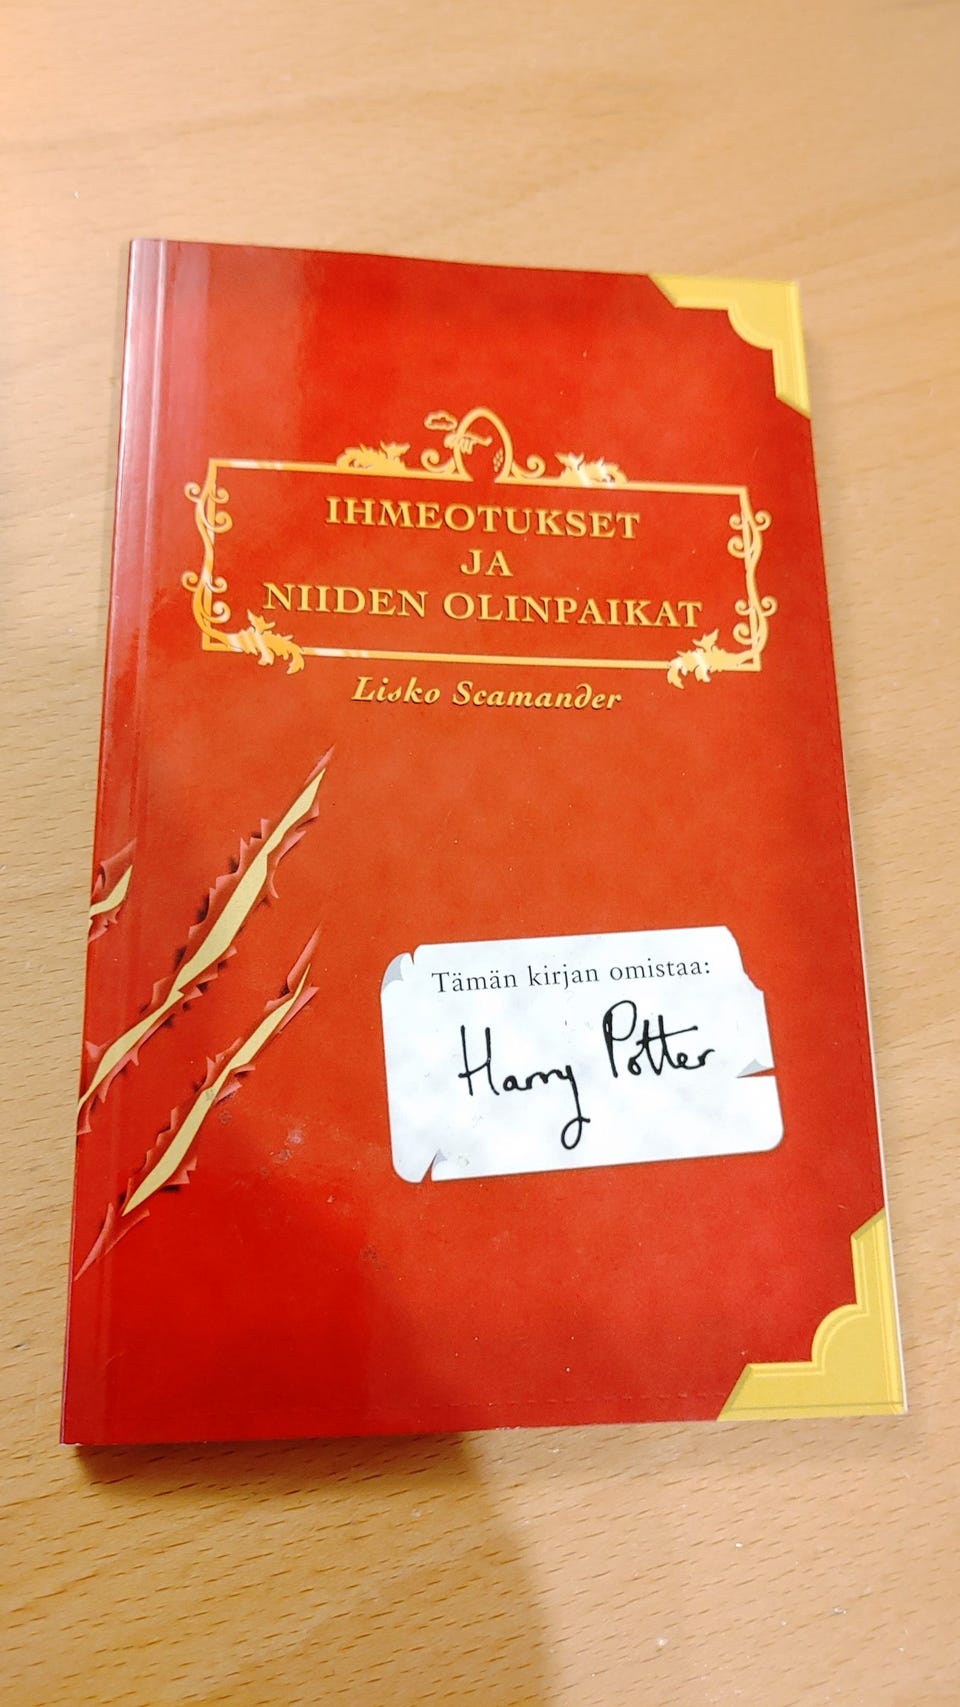 IHMEOTUKSET
JA
NIIDEN OLINPAIKAT
Lisko Scamander
Tämän kirjan omistaa:
Harry Potter